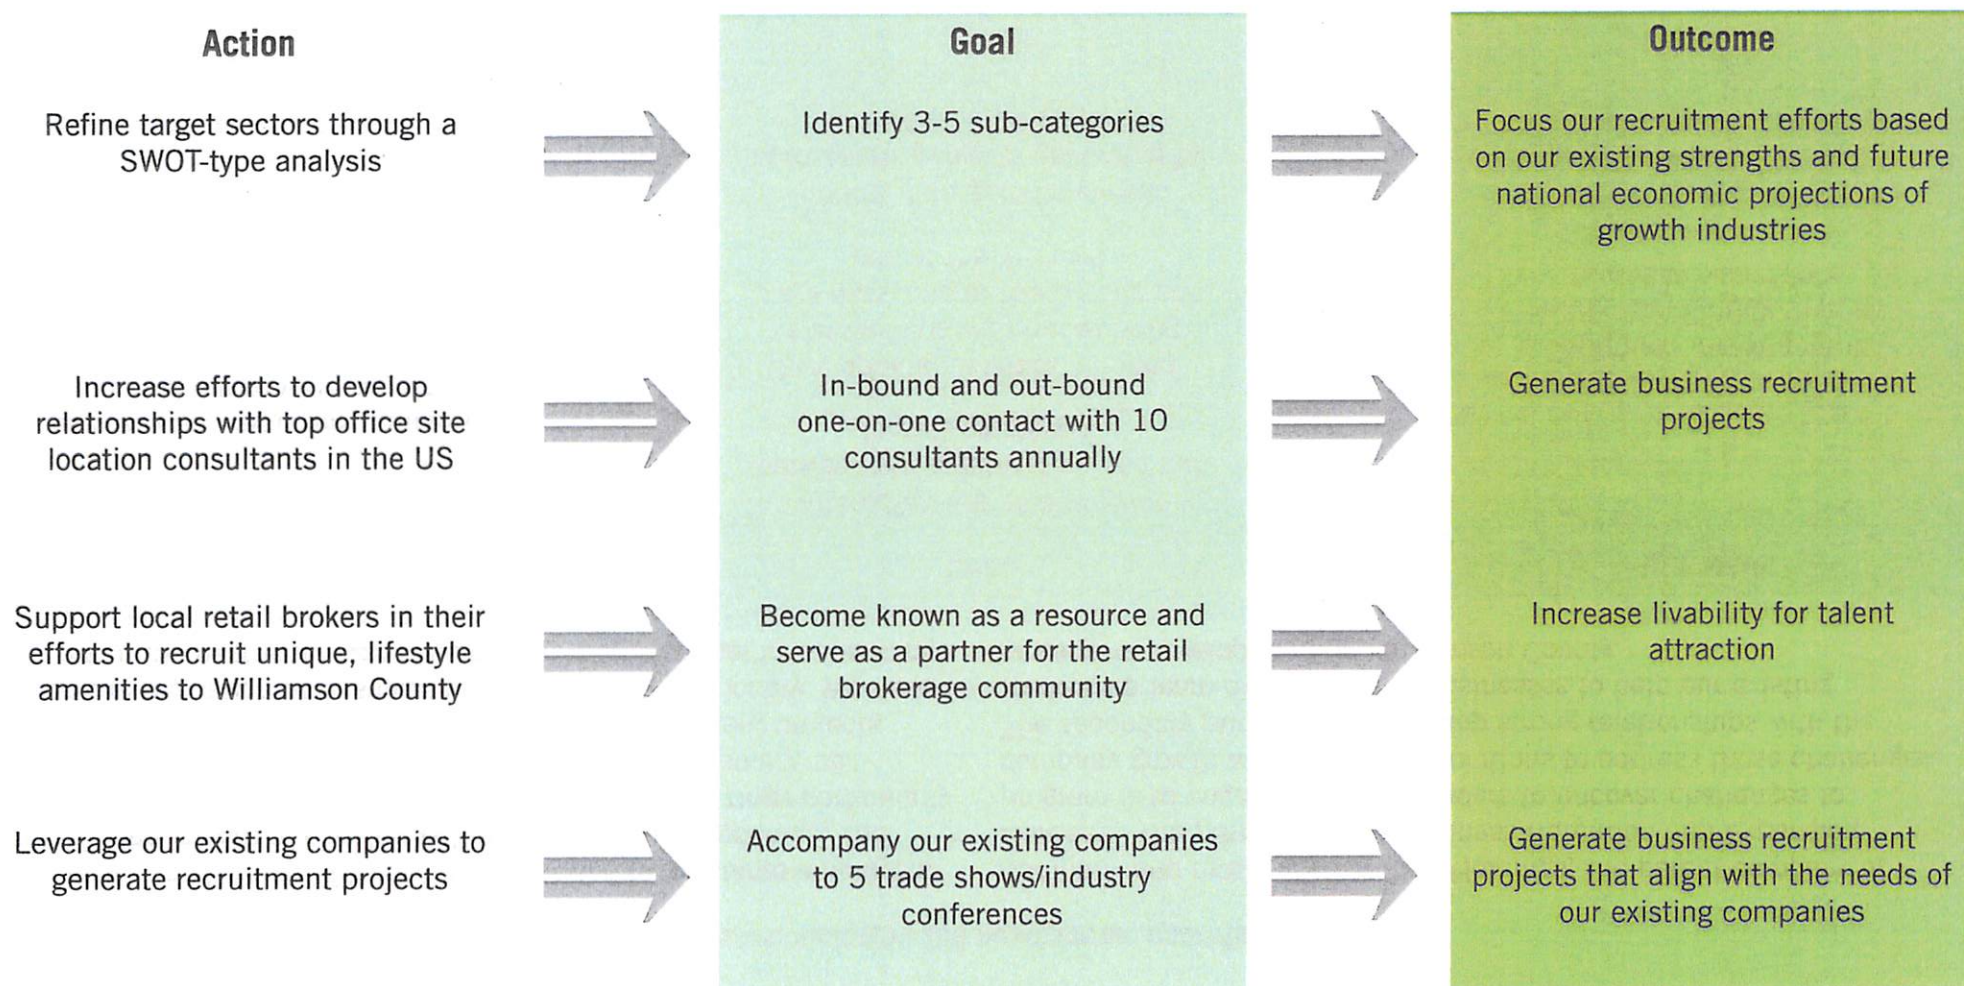 Action
Goal
Outcome
Refine target sectors through a
SWOT-type analysis
Identify 3-5 sub-categories
Focus our recruitment efforts based
on our existing strengths and future
national economic projections of
growth industries
Increase efforts to develop
relationships with top office site
location consultants in the US
In-bound and out-bound
one-on-one contact with 10
consultants annually
Generate business recruitment
projects
Support local retail brokers in their
efforts to recruit unique, lifestyle
amenities to Williamson County
Become known as a resource and
serve as a partner for the retail
brokerage community
Increase livability for talent
attraction
Leverage our existing companies to
generate recruitment projects
Accompany our existing companies
to 5 trade shows/industry
conferences
Generate business recruitment
projects that align with the needs of
our existing companies